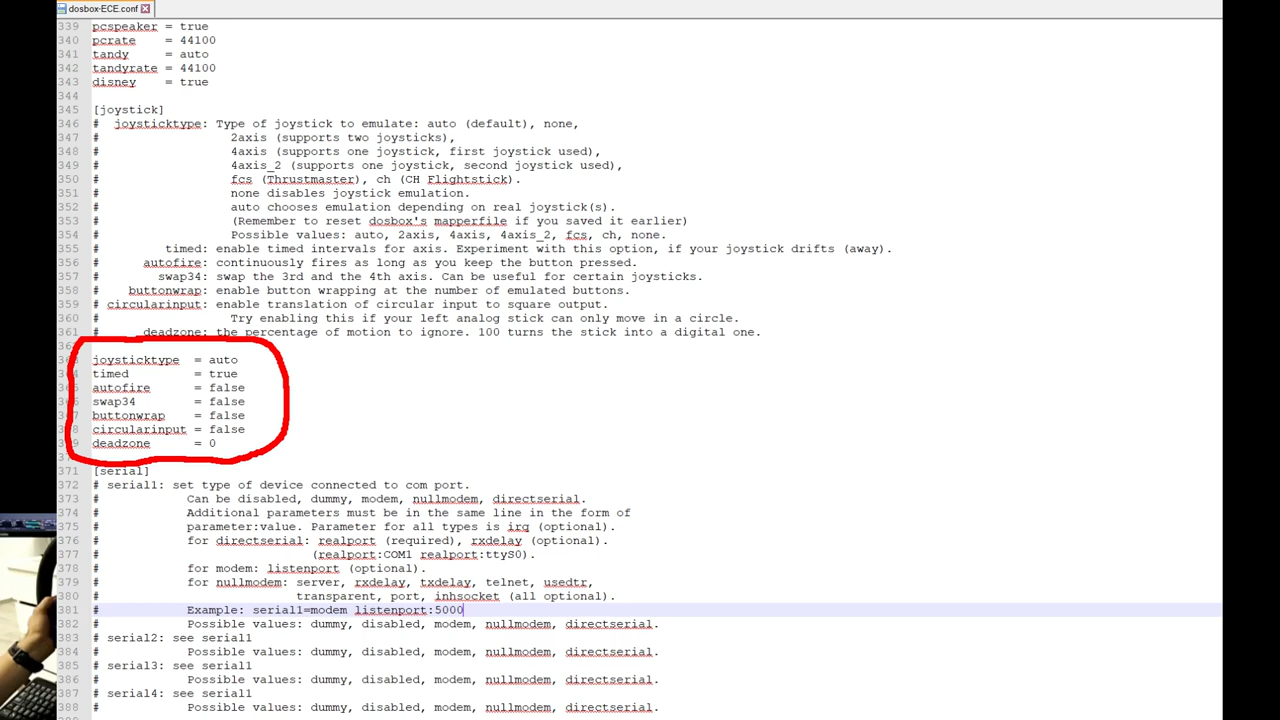 dosbox-ECE.conf
339 pcspeaker = true
340 pcrate = 44100
341 tandy = auto
342 tandyrate = 44100
343 disney = true
344
345 [joystick]
346 # joysticktype: Type of joystick to emulate: auto (default), none,
347 # 2axis (supports two joysticks),
348 # 4axis (supports one joystick, first joystick used),
349 # 4axis_2 (supports one joystick, second joystick used),
350 # fcs (Thrustmaster), ch (CH Flightstick).
351 # none disables joystick emulation.
352 # auto chooses emulation depending on real joystick(s).
353 # (Remember to reset dosbox's mapperfile if you saved it earlier)
354 # Possible values: auto, 2axis, 4axis, 4axis_2, fcs, ch, none.
355 # timed: enable timed intervals for axis. Experiment with this option, if your joystick drifts (away).
356 # autofire: continuously fires as long as you keep the button pressed.
357 # swap34: swap the 3rd and the 4th axis. Can be useful for certain joysticks.
358 # buttonwrap: enable button wrapping at the number of emulated buttons.
359 # circularinput: enable translation of circular input to square output.
360 # Try enabling this if your left analog stick can only move in a circle.
361 # deadzone: the percentage of motion to ignore. 100 turns the stick into a digital one.
joysticktype = auto
timed = true
autofire = false
swap34 = false
buttonwrap = false
circularinput = false
deadzone = 0
371 [serial]
372 # serial1: set type of device connected to com port.
373 # Can be disabled, dummy, modem, nullmodem, directserial.
374 # Additional parameters must be in the same line in the form of
375 # parameter:value. Parameter for all types is irq (optional).
376 # for directserial: realport (required), rxdelay (optional).
377 # (realport:COM1 realport:ttyS0).
378 # for modem: listenport (optional).
379 # for nullmodem: server, rxdelay, txdelay, telnet, usedtr,
380 # transparent, port, inhsocket (all optional).
381 # Example: serial1=modem listenport:5000
382 # Possible values: dummy, disabled, modem, nullmodem, directserial.
383 # serial2: see serial1
384 # Possible values: dummy, disabled, modem, nullmodem, directserial.
385 # serial3: see serial1
386 # Possible values: dummy, disabled, modem, nullmodem, directserial.
387 # serial4: see serial1
388 # Possible values: dummy, disabled, modem, nullmodem, directserial.